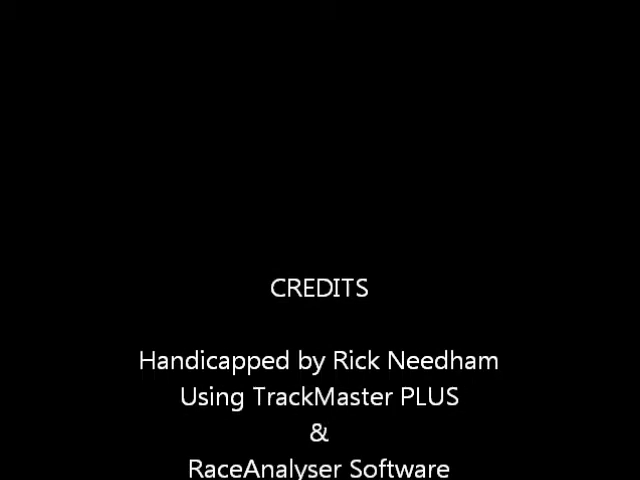 CREDITS
Handicapped by Rick Needham
Using TrackMaster PLUS
&
RaceAnalyser Software